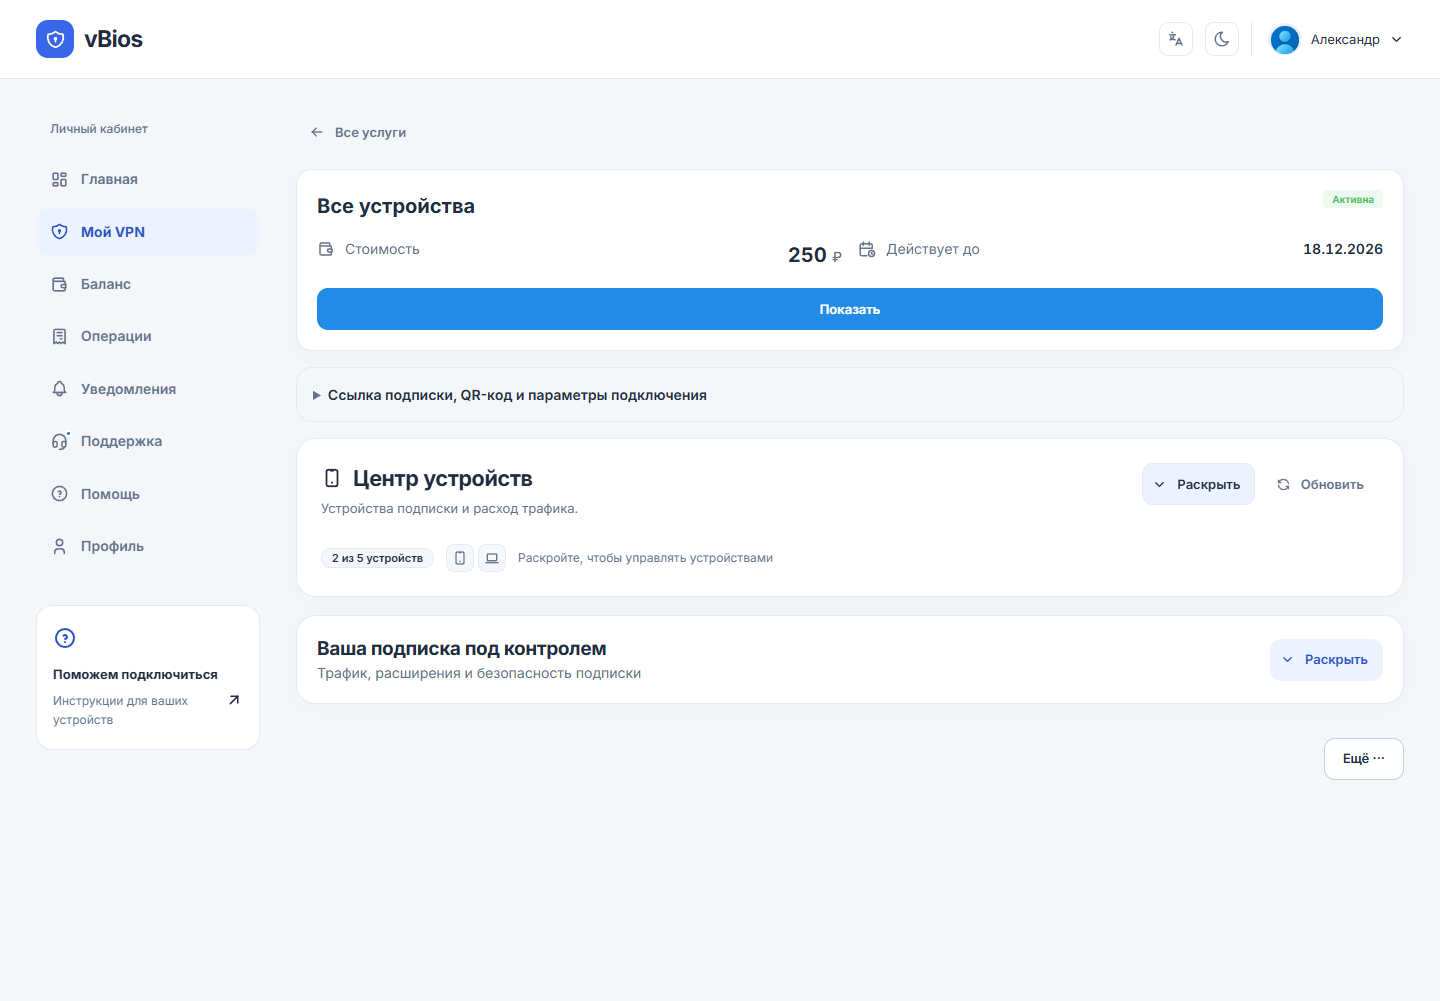 vBios
Александр
Личный кабинет
Главная
Мой VPN
Баланс
Операции
Уведомления
Поддержка
Помощь
Профиль
Поможем подключиться
Инструкции для ваших
устройств
Все услуги
Все устройства
Активна
Стоимость
250 ₽
Действует до
18.12.2026
Показать
Ссылка подписки, QR-код и параметры подключения
Центр устройств
Раскрыть
Обновить
Устройства подписки и расход трафика.
2 из 5 устройств
Раскройте, чтобы управлять устройствами
Ваша подписка под контролем
Трафик, расширения и безопасность подписки
Раскрыть
Ещё ···